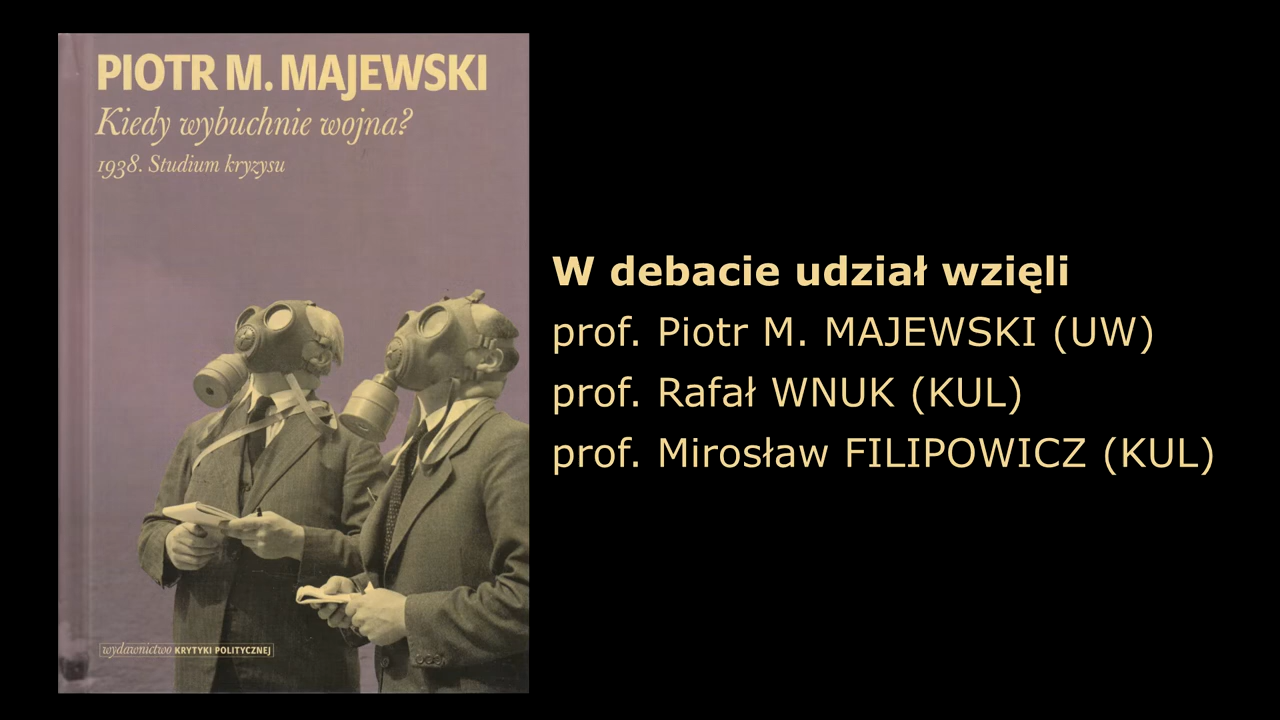 PIOTR M. MAJEWSKI
Kiedy wybuchnie wojna?
1938. Studium kryzysu
wydawnictwo KRYTYKI POLITYCZNEJ
W debacie udział wzięli
prof. Piotr M. MAJEWSKI (UW)
prof. Rafał WNUK (KUL)
prof. Mirosław FILIPOWICZ (KUL)